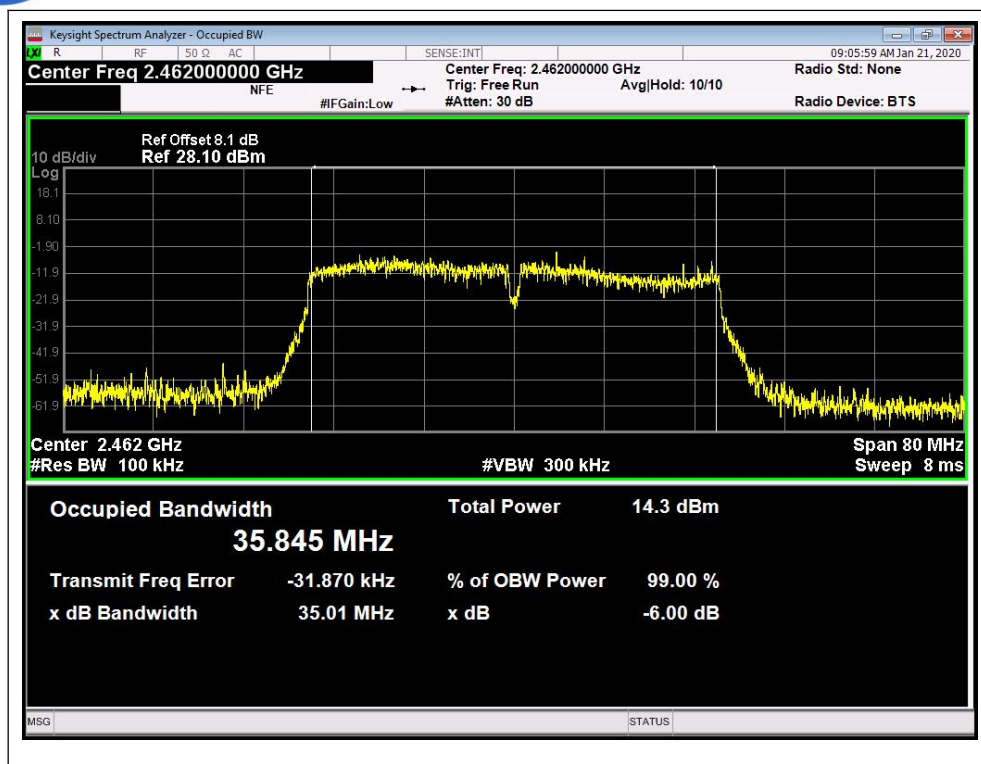 Keysight Spectrum Analyzer - Occupied BW
LXI R RF 50 Ω AC SENSE:INT 09:05:59 AM Jan 21, 2020
Center Freq 2.462000000 GHz Center Freq: 2.462000000 GHz Radio Std: None
NFE Trig: Free Run Avg|Hold: 10/10
#IFGain:Low #Atten: 30 dB Radio Device: BTS
Ref Offset 8.1 dB
10 dB/div Ref 28.10 dBm
Log
18.1
8.10
-1.90
-11.9
-21.9
-31.9
-41.9
-51.9
-61.9
Center 2.462 GHz Span 80 MHz
#Res BW 100 kHz #VBW 300 kHz Sweep 8 ms
Occupied Bandwidth Total Power 14.3 dBm
35.845 MHz
Transmit Freq Error -31.870 kHz % of OBW Power 99.00 %
x dB Bandwidth 35.01 MHz x dB -6.00 dB
MSG STATUS